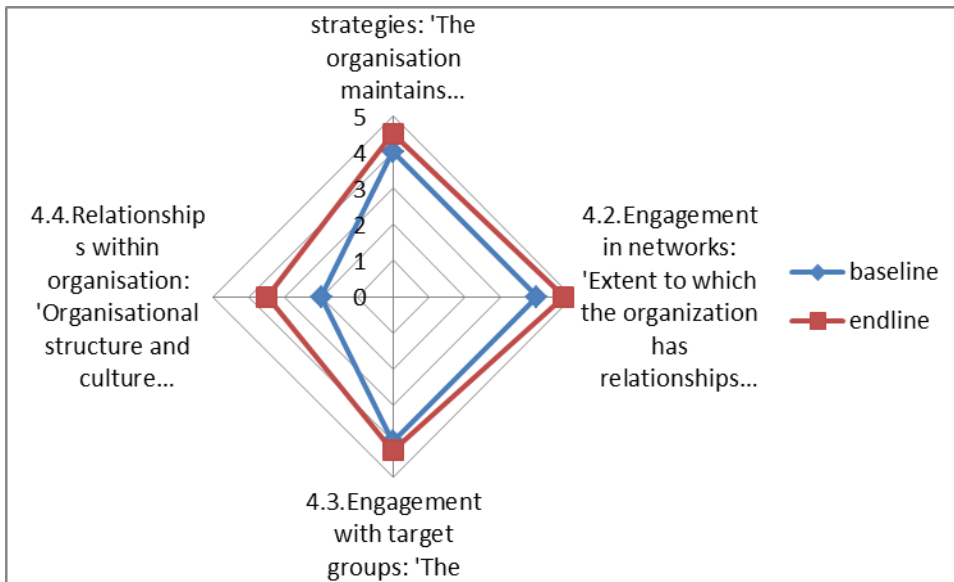 strategies: 'The
organisation
maintains...
5
4
3
2
1
0
4.4.Relationship
s within
organisation:
'Organisational
structure and
culture...
4.2.Engagement
in networks:
'Extent to which
the organization
has
relationships...
baseline
endline
4.3.Engagement
with target
groups: 'The